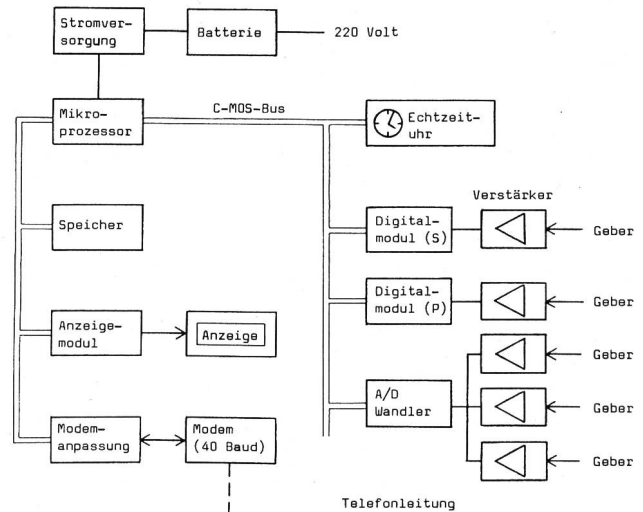 Stromver-
sorgung
Batterie
220 Volt
Mikro-
prozessor
C-MOS-Bus
Echtzeit-
uhr
Speicher
Verstärker
Digital-
modul (S)
Geber
Digital-
modul (P)
Geber
Anzeige-
modul
Anzeige
Geber
A/D
Wandler
Geber
Modem-
anpassung
Modem
(40 Baud)
Geber
Telefonleitung